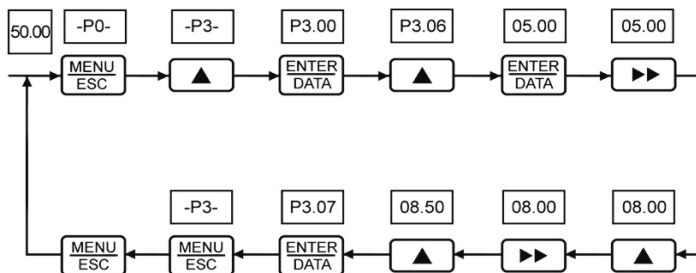 50.00 -P0- -P3- P3.00 P3.06 05.00 05.00
MENU ENTER ENTER
ESC DATA DATA
-P3- P3.07 08.50 08.00 08.00
MENU MENU ENTER
ESC ESC DATA